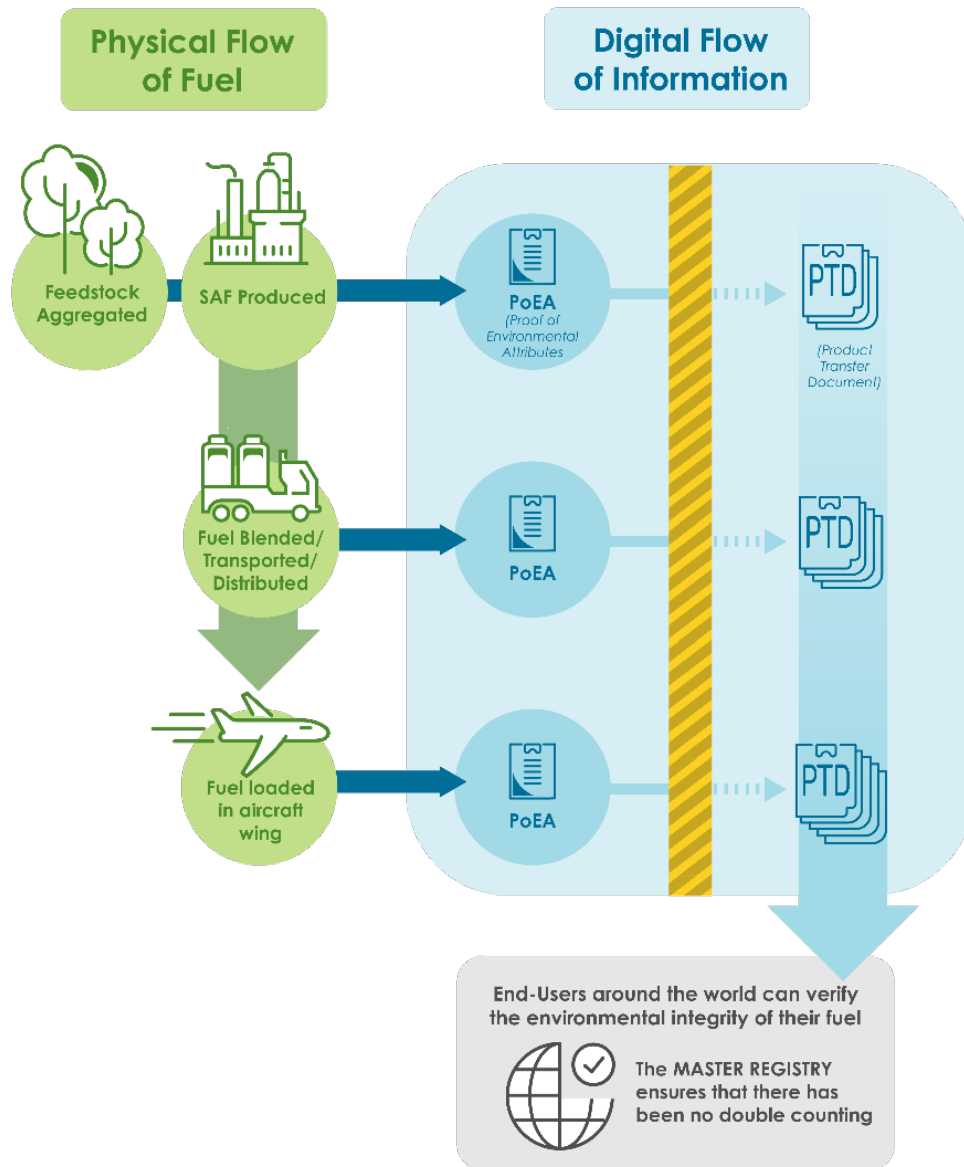 Physical Flow
of Fuel
Digital Flow
of Information
Feedstock
Aggregated
SAF Produced
PoEA
(Proof of
Environmental
Attributes
PTD
(Product
Transfer
Document)
Fuel Blended/
Transported/
Distributed
PoEA
PTD
Fuel loaded
in aircraft
wing
PoEA
PTD
End-Users around the world can verify
the environmental integrity of their fuel
The MASTER REGISTRY
ensures that there has
been no double counting